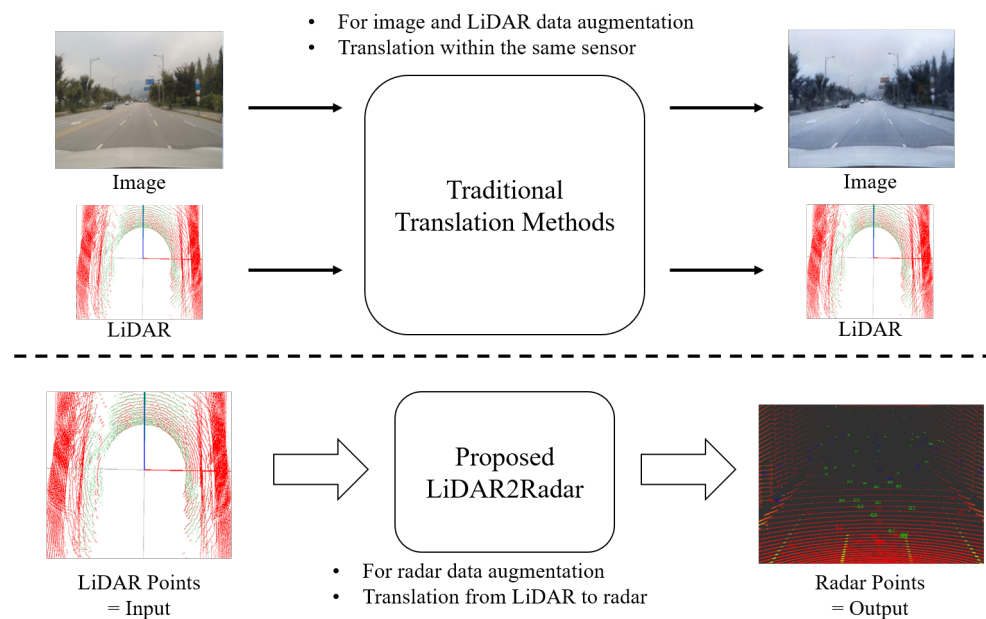 • For image and LiDAR data augmentation
• Translation within the same sensor
Image
Traditional
Translation Methods
Image
LiDAR
LiDAR
Proposed
LiDAR2Radar
LiDAR Points
= Input
• For radar data augmentation
• Translation from LiDAR to radar
Radar Points
= Output